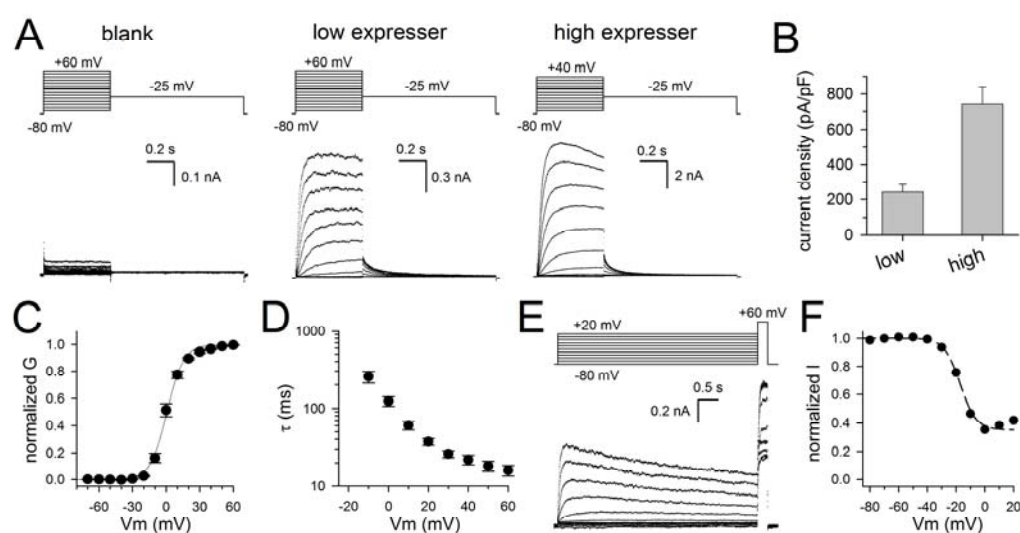 A
blank
+60 mV
-25 mV
-80 mV
0.2 s
0.1 nA
low expresser
+60 mV
-25 mV
-80 mV
0.2 s
0.3 nA
high expresser
+40 mV
-25 mV
-80 mV
0.2 s
2 nA
B
current density (pA/pF)
800
600
400
200
0
low
high
C
normalized G
1.0
0.8
0.6
0.4
0.2
0.0
-60
-30
0
30
60
Vm (mV)
D
τ (ms)
1000
100
10
-20
0
20
40
60
Vm (mV)
E
+60 mV
+20 mV
-80 mV
0.5 s
0.2 nA
F
normalized I
1.0
0.8
0.6
0.4
0.2
0.0
-80
-60
-40
-20
0
20
Vm (mV)